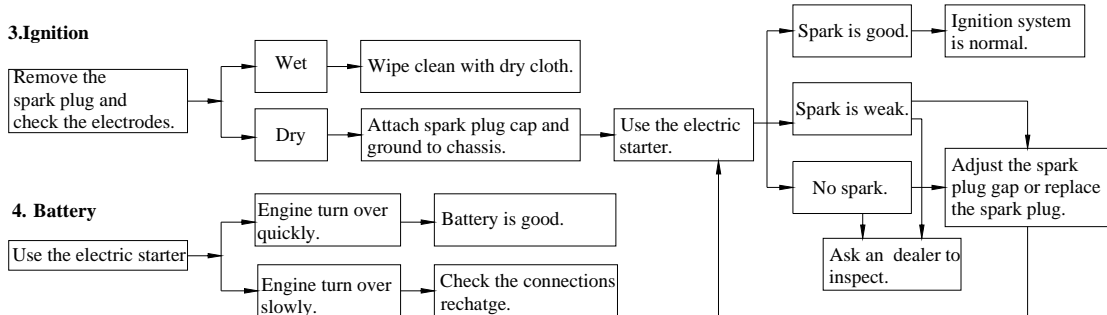 3.Ignition
Remove the
spark plug and
check the electrodes.
Wet
Wipe clean with dry cloth.
Dry
Attach spark plug cap and
ground to chassis.
Use the electric
starter.
Spark is good.
Ignition system
is normal.
Spark is weak.
No spark.
Adjust the spark
plug gap or replace
the spark plug.
Ask an dealer to
inspect.
4. Battery
Use the electric starter
Engine turn over
quickly.
Battery is good.
Engine turn over
slowly.
Check the connections
rechatge.